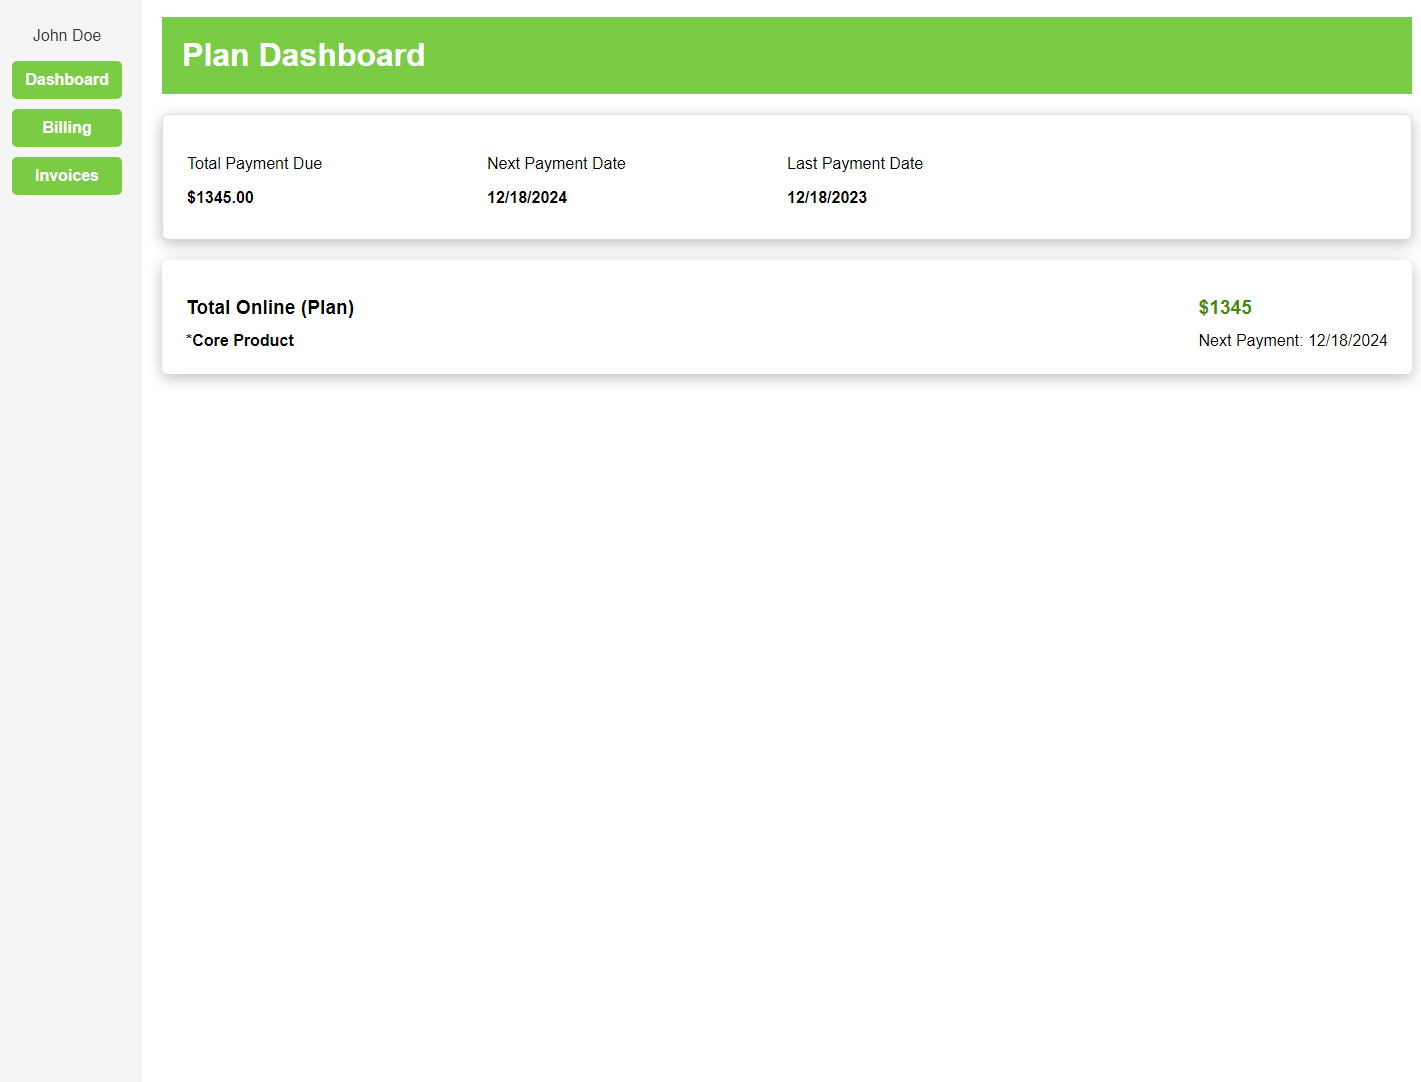 John Doe
Dashboard
Billing
Invoices
Plan Dashboard
Total Payment Due
$1345.00
Next Payment Date
12/18/2024
Last Payment Date
12/18/2023
Total Online (Plan)
*Core Product
$1345
Next Payment: 12/18/2024